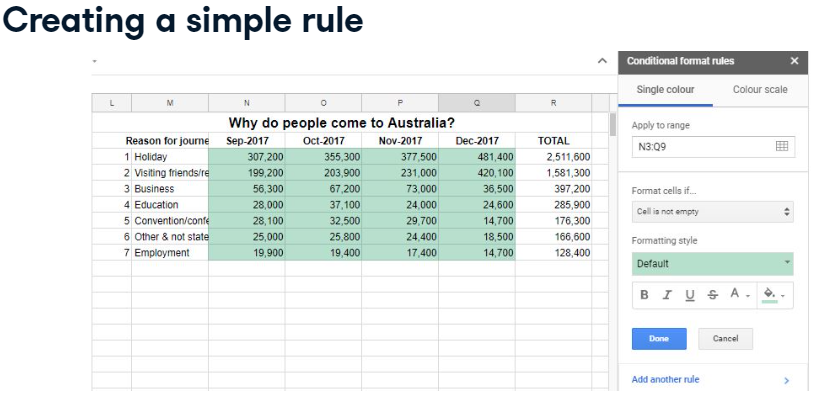 Creating a simple rule
Conditional format rules ×
Single colour Colour scale
Apply to range
N3:Q9
Format cells if...
Cell is not empty
Formatting style
Default
B I U S A
Done Cancel
Add another rule
L M N O P Q R
Why do people come to Australia?
Reason for journe Sep-2017 Oct-2017 Nov-2017 Dec-2017 TOTAL
1 Holiday 307,200 355,300 377,500 481,400 2,511,600
2 Visiting friends/re 199,200 203,900 231,000 420,100 1,581,300
3 Business 56,300 67,200 73,000 36,500 397,200
4 Education 28,000 37,100 24,000 24,600 285,900
5 Convention/confe 28,100 32,500 29,700 14,700 176,300
6 Other & not state 25,000 25,800 24,400 18,500 166,600
7 Employment 19,900 19,400 17,400 14,700 128,400